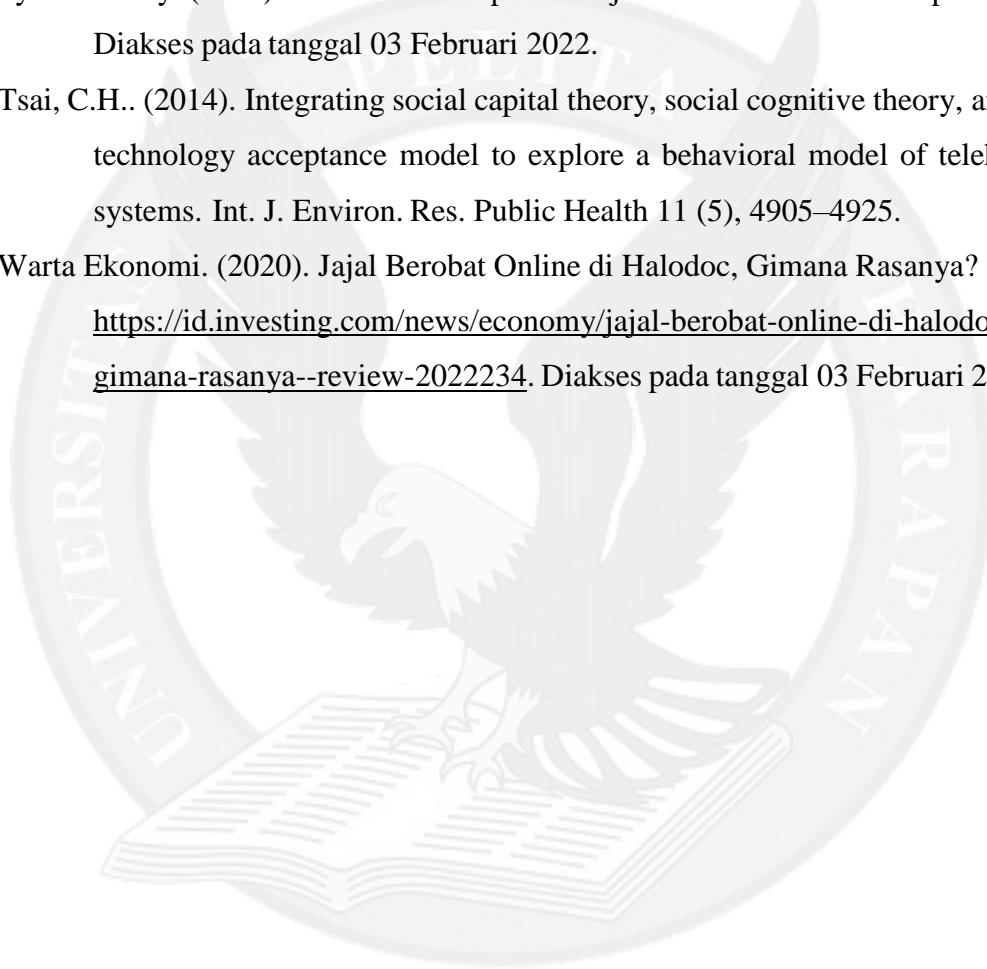 Diakses pada tanggal 03 Februari 2022.
Tsai, C.H.. (2014). Integrating social capital theory, social cognitive theory,
technology acceptance model to explore a behavioral model of
systems. Int. J. Environ. Res. Public Health 11 (5), 4905–4925.
Warta Ekonomi. (2020). Jajal Berobat Online di Halodoc, Gimana Rasanya?
https://id.investing.com/news/economy/jajal-berobat-online-di-halodo
gimana-rasanya--review-2022234. Diakses pada tanggal 03 Februari 2
UNIVERSITAS PELITA HARAPAN